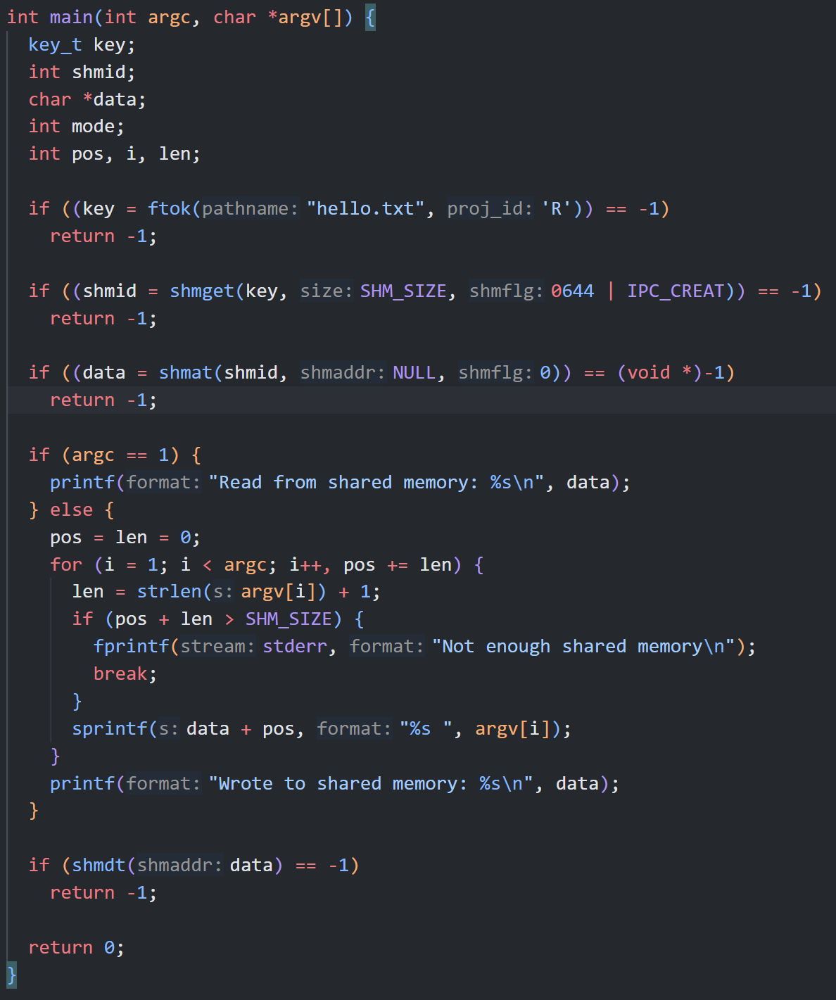 int main(int argc, char *argv[]) {
key_t key;
int shmid;
char *data;
int mode;
int pos, i, len;
if ((key = ftok(pathname: "hello.txt", proj_id: 'R')) == -1)
return -1;
if ((shmid = shmget(key, size: SHM_SIZE, shmflg: 0644 | IPC_CREAT)) == -1)
return -1;
if ((data = shmat(shmid, shmaddr: NULL, shmflg: 0)) == (void *)-1)
return -1;
if (argc == 1) {
printf(format: "Read from shared memory: %s\n", data);
} else {
pos = len = 0;
for (i = 1; i < argc; i++, pos += len) {
len = strlen(s: argv[i]) + 1;
if (pos + len > SHM_SIZE) {
fprintf(stream: stderr, format: "Not enough shared memory\n");
break;
}
sprintf(s: data + pos, format: "%s ", argv[i]);
}
printf(format: "Wrote to shared memory: %s\n", data);
}
if (shmdt(shmaddr: data) == -1)
return -1;
return 0;
}